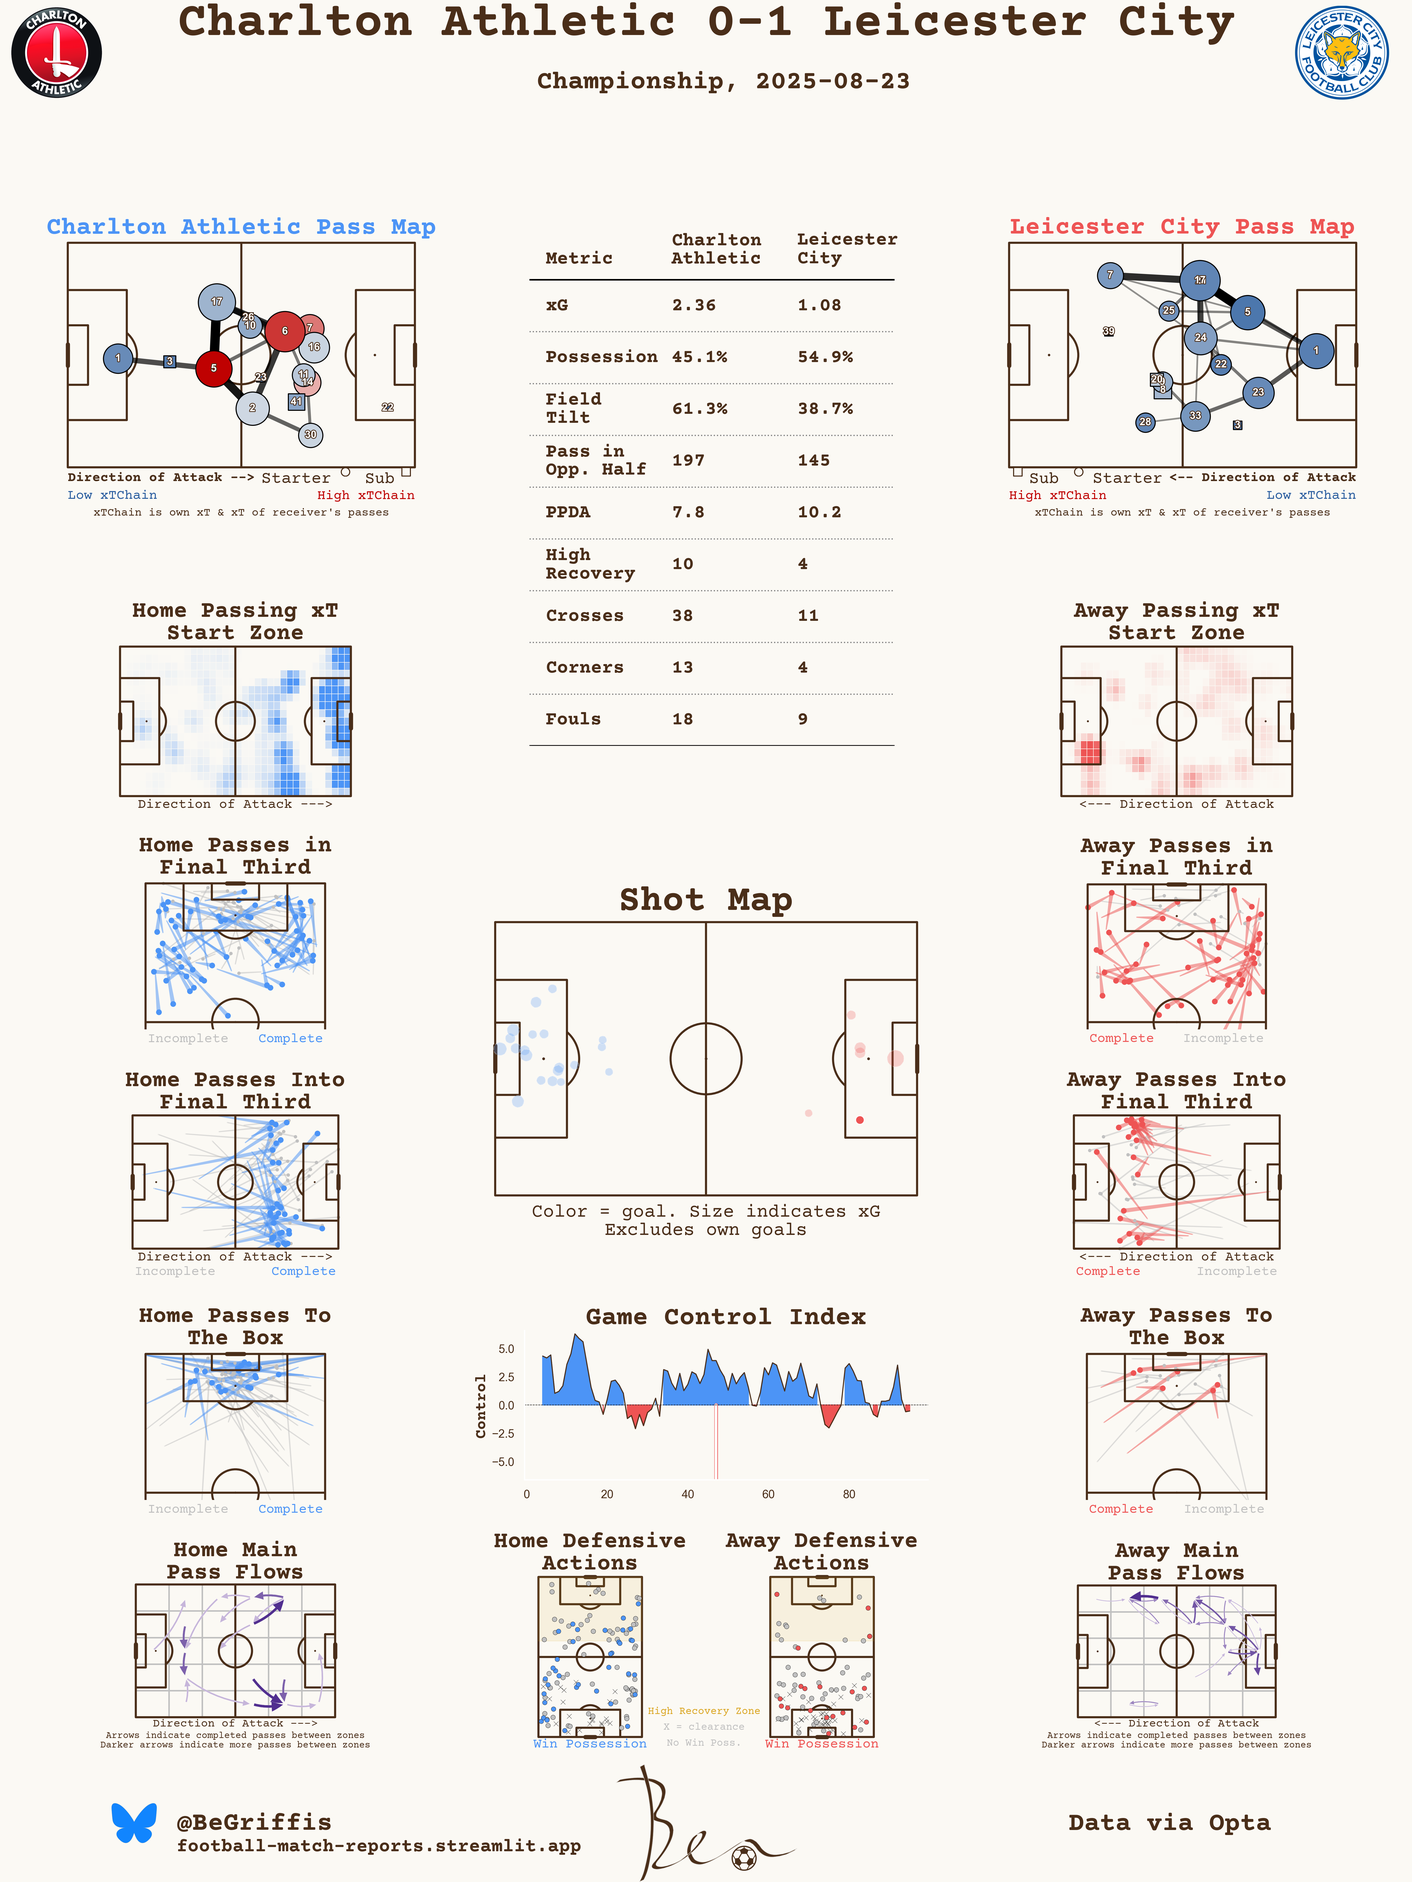 Charlton Athletic 0-1 Leicester City
Championship, 2025-08-23
CHARLTON
ATHLETIC
LEICESTER CITY
FOOTBALL CLUB
Charlton Athletic Pass Map
17
26
10
6
7
16
1
3
5
11
14
23
2
41
22
30
Direction of Attack --> Starter Sub
Low xTChain High xTChain
xTChain is own xT & xT of receiver's passes
Metric Charlton Athletic Leicester City
xG 2.36 1.08
Possession 45.1% 54.9%
Field Tilt 61.3% 38.7%
Pass in Opp. Half 197 145
PPDA 7.8 10.2
High Recovery 10 4
Crosses 38 11
Corners 13 4
Fouls 18 9
Leicester City Pass Map
7
25
5
39
24
1
22
20
8
23
28
33
3
Sub Starter <-- Direction of Attack
High xTChain Low xTChain
xTChain is own xT & xT of receiver's passes
Home Passing xT
Start Zone
Direction of Attack --->
Away Passing xT
Start Zone
<--- Direction of Attack
Home Passes in
Final Third
Incomplete Complete
Away Passes in
Final Third
Complete Incomplete
Shot Map
Color = goal. Size indicates xG
Excludes own goals
Home Passes Into
Final Third
Direction of Attack --->
Incomplete Complete
Away Passes Into
Final Third
<--- Direction of Attack
Complete Incomplete
Home Passes To
The Box
Incomplete Complete
Game Control Index
Control
5.0
2.5
0.0
−2.5
−5.0
0 20 40 60 80
Away Passes To
The Box
Complete Incomplete
Home Main
Pass Flows
Direction of Attack --->
Arrows indicate completed passes between zones
Darker arrows indicate more passes between zones
Home Defensive
Actions
Win Possession
Away Defensive
Actions
Win Possession
High Recovery Zone
X = clearance
No Win Poss.
Away Main
Pass Flows
<--- Direction of Attack
Arrows indicate completed passes between zones
Darker arrows indicate more passes between zones
@BeGriffis
football-match-reports.streamlit.app
Ben
Data via Opta